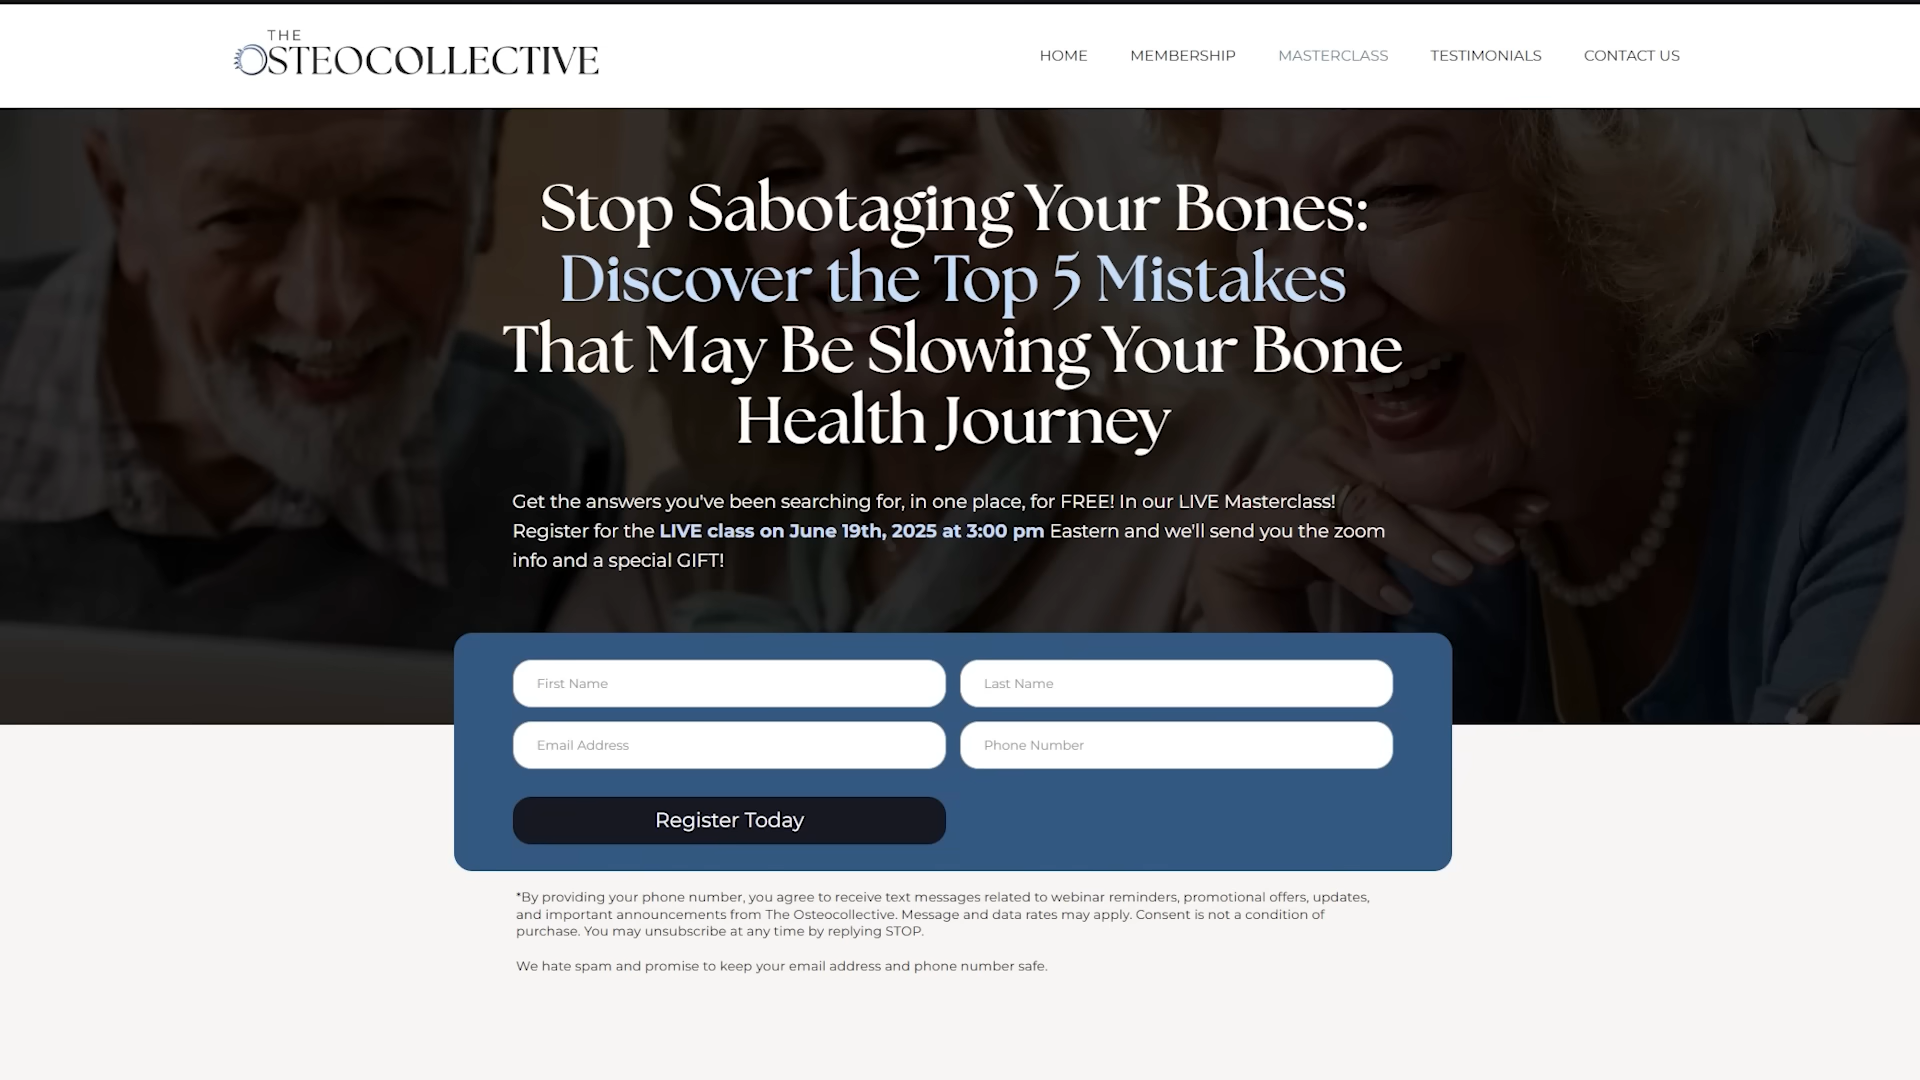 THE
OSTEOCOLLECTIVE
HOME
MEMBERSHIP
MASTERCLASS
TESTIMONIALS
CONTACT US
Stop Sabotaging Your Bones:
Discover the Top 5 Mistakes
That May Be Slowing Your Bone
Health Journey
Get the answers you've been searching for, in one place, for FREE! In our LIVE Masterclass!
Register for the LIVE class on June 19th, 2025 at 3:00 pm Eastern and we'll send you the zoom
info and a special GIFT!
First Name
Last Name
Email Address
Phone Number
Register Today
*By providing your phone number, you agree to receive text messages related to webinar reminders, promotional offers, updates,
and important announcements from The Osteocollective. Message and data rates may apply. Consent is not a condition of
purchase. You may unsubscribe at any time by replying STOP.
We hate spam and promise to keep your email address and phone number safe.